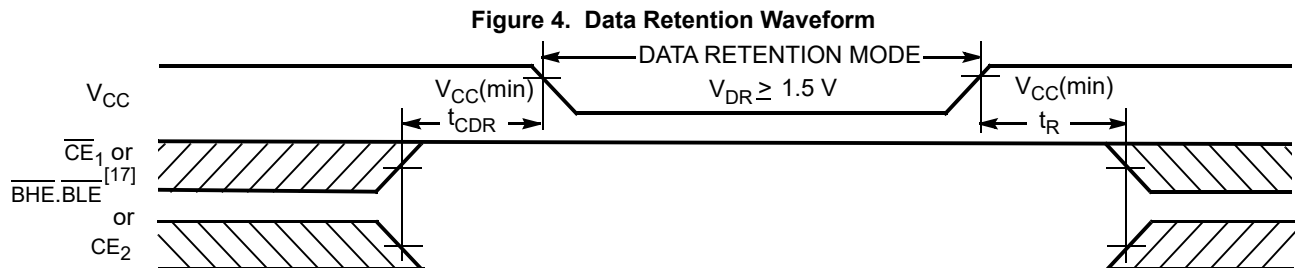 Figure 4. Data Retention Waveform
DATA RETENTION MODE
VCC
VCC(min)
VDR ≥ 1.5 V
VCC(min)
tCDR
tR
CE1 or
BHE.BLE[17]
or
CE2